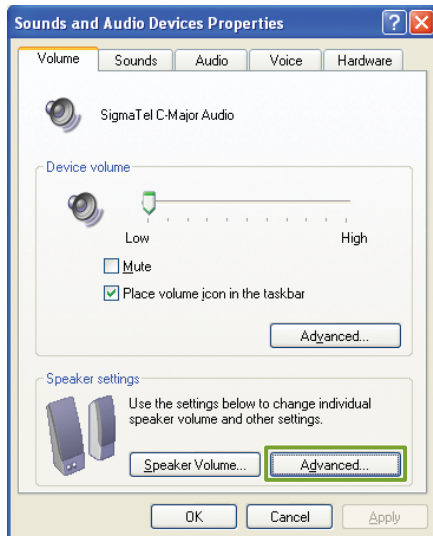 Sounds and Audio Devices Properties
Volume Sounds Audio Voice Hardware
SigmaTel C-Major Audio
Device volume
Low High
Mute
Place volume icon in the taskbar
Advanced...
Speaker settings
Use the settings below to change individual
speaker volume and other settings.
Speaker Volume... Advanced...
OK Cancel Apply